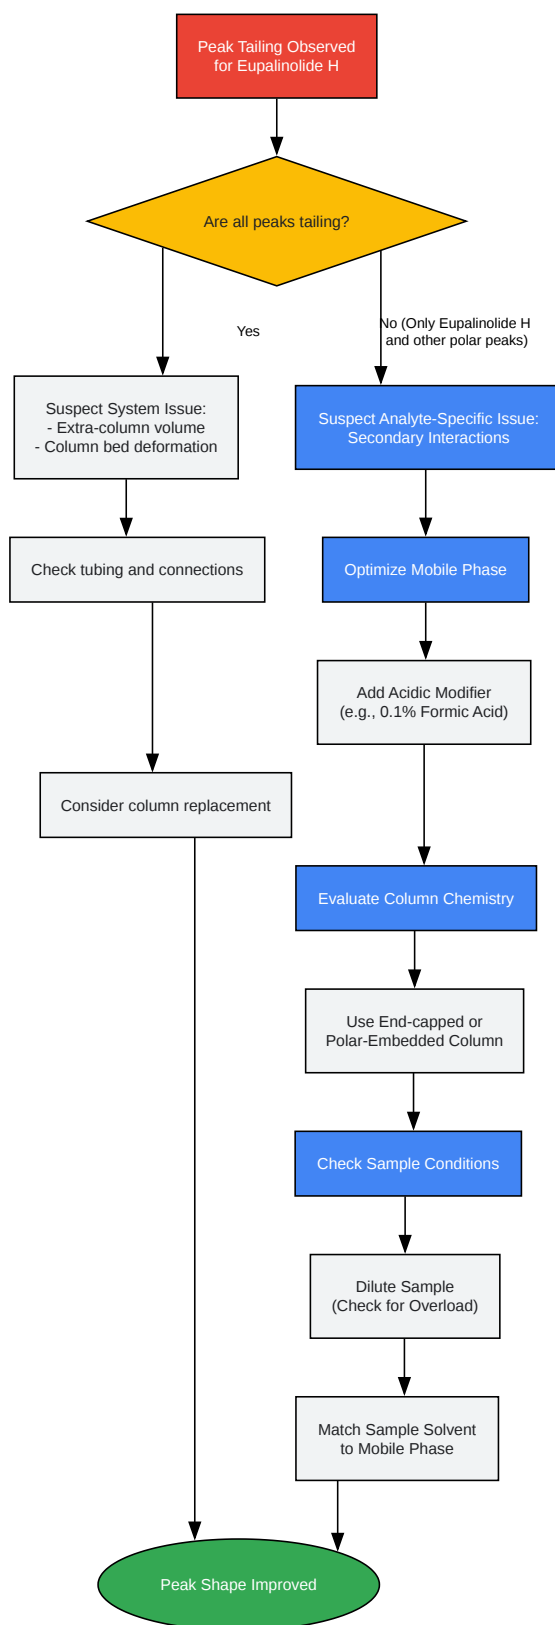 Peak Tailing Observed
for Eupalinolide H
Are all peaks tailing?
Yes
No (Only Eupalinolide H
and other polar peaks)
Suspect System Issue:
- Extra-column volume
- Column bed deformation
Suspect Analyte-Specific Issue:
Secondary Interactions
Check tubing and connections
Optimize Mobile Phase
Add Acidic Modifier
(e.g., 0.1% Formic Acid)
Consider column replacement
Evaluate Column Chemistry
Use End-capped or
Polar-Embedded Column
Check Sample Conditions
Dilute Sample
(Check for Overload)
Match Sample Solvent
to Mobile Phase
Peak Shape Improved